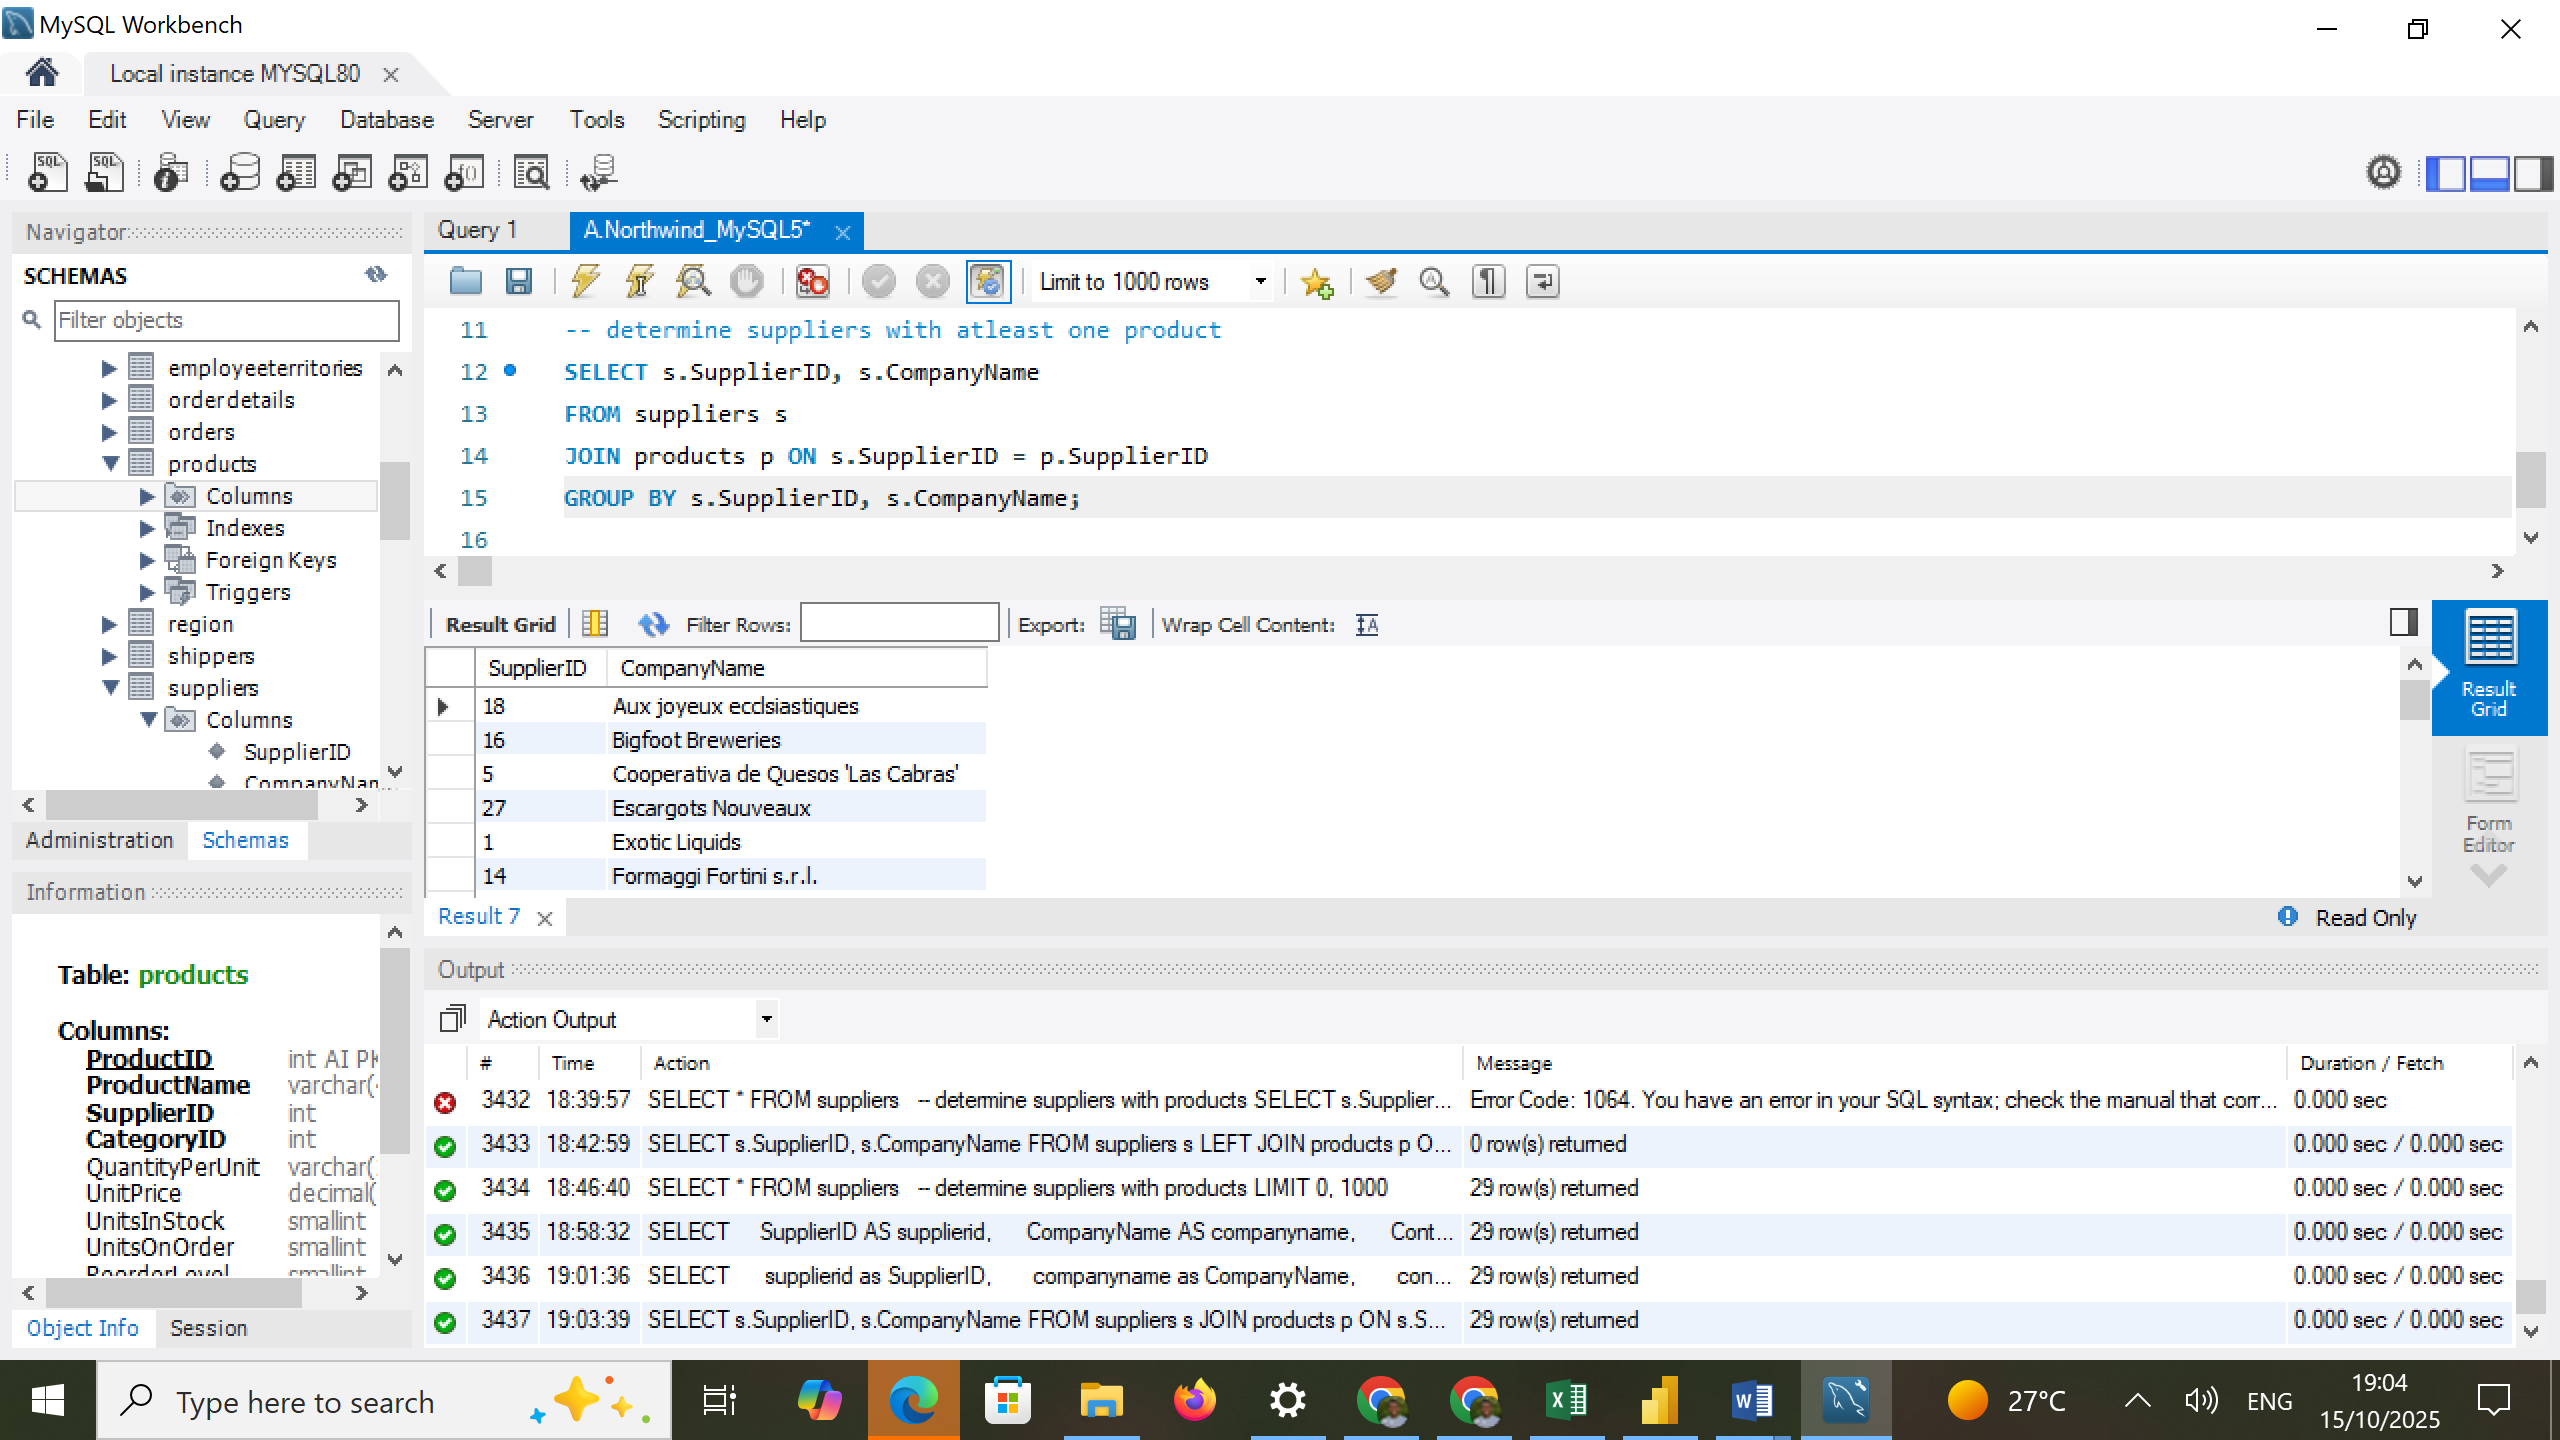 MySQL Workbench
Local instance MYSQL80
File Edit View Query Database Server Tools Scripting Help
Navigator
SCHEMAS
Filter objects
employeeterritories
orderdetails
orders
products
Columns
Indexes
Foreign Keys
Triggers
region
shippers
suppliers
Columns
SupplierID
CompanyNam
Administration Schemas
Information
Table: products
Columns:
ProductID int AI PK
ProductName varchar(
SupplierID int
CategoryID int
QuantityPerUnit varchar(
UnitPrice decimal(
UnitsInStock smallint
UnitsOnOrder smallint
ReorderLevel smallint
Object Info Session
Query 1 A.Northwind_MySQL5*
Limit to 1000 rows
11 -- determine suppliers with atleast one product
12 SELECT s.SupplierID, s.CompanyName
13 FROM suppliers s
14 JOIN products p ON s.SupplierID = p.SupplierID
15 GROUP BY s.SupplierID, s.CompanyName;
16
Result Grid Filter Rows: Export: Wrap Cell Content:
SupplierID CompanyName
18 Aux joyeux ecclsiastiques
16 Bigfoot Breweries
5 Cooperativa de Quesos 'Las Cabras'
27 Escargots Nouveaux
1 Exotic Liquids
14 Formaggi Fortini s.r.l.
Result Grid
Form Editor
Result 7 Read Only
Output
Action Output
# Time Action Message Duration / Fetch
3432 18:39:57 SELECT * FROM suppliers -- determine suppliers with products SELECT s.Supplier... Error Code: 1064. You have an error in your SQL syntax; check the manual that corr... 0.000 sec
3433 18:42:59 SELECT s.SupplierID, s.CompanyName FROM suppliers s LEFT JOIN products p O... 0 row(s) returned 0.000 sec / 0.000 sec
3434 18:46:40 SELECT * FROM suppliers -- determine suppliers with products LIMIT 0, 1000 29 row(s) returned 0.000 sec / 0.000 sec
3435 18:58:32 SELECT SupplierID AS supplierid, CompanyName AS companyname, Cont... 29 row(s) returned 0.000 sec / 0.000 sec
3436 19:01:36 SELECT supplierid as SupplierID, companyname as CompanyName, con... 29 row(s) returned 0.000 sec / 0.000 sec
3437 19:03:39 SELECT s.SupplierID, s.CompanyName FROM suppliers s JOIN products p ON s.S... 29 row(s) returned 0.000 sec / 0.000 sec
Type here to search
27°C
ENG
19:04
15/10/2025